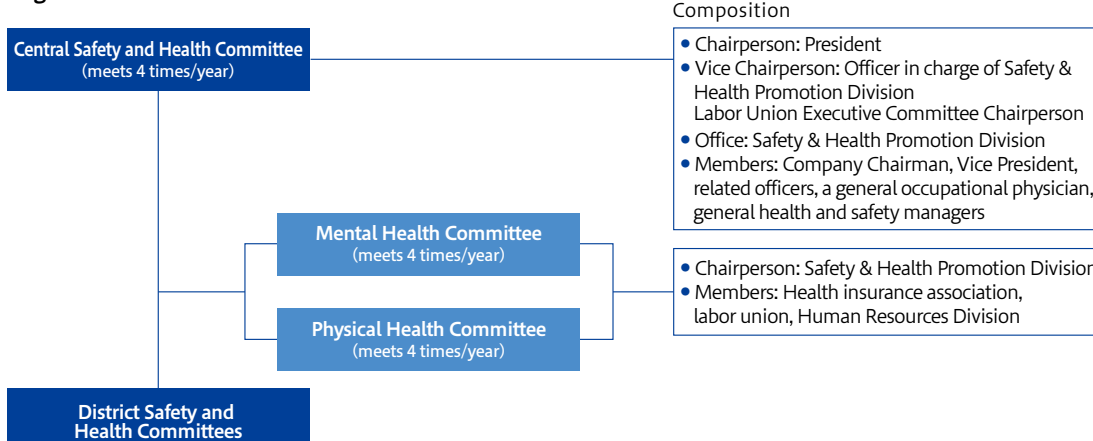 Composition
Central Safety and Health Committee
(meets 4 times/year)
• Chairperson: President
• Vice Chairperson: Officer in charge of Safety &
Health Promotion Division
Labor Union Executive Committee Chairperson
• Office: Safety & Health Promotion Division
• Members: Company Chairman, Vice President,
related officers, a general occupational physician,
general health and safety managers
Mental Health Committee
(meets 4 times/year)
Physical Health Committee
(meets 4 times/year)
• Chairperson: Safety & Health Promotion Division
• Members: Health insurance association,
labor union, Human Resources Division
District Safety and
Health Committees